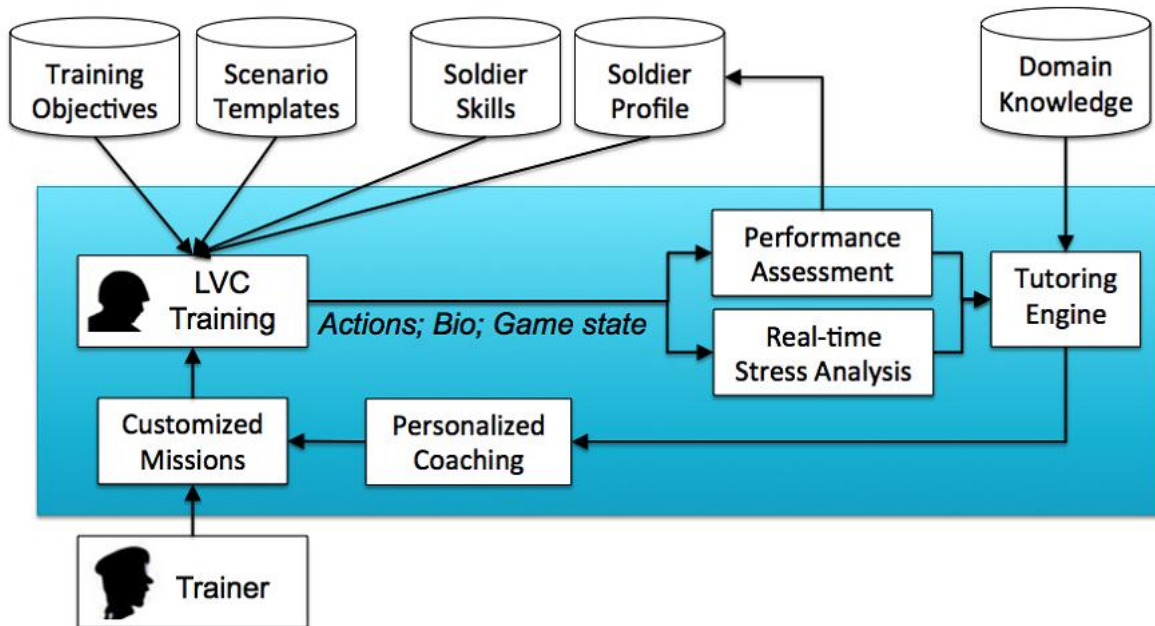 Training
Objectives
Scenario
Templates
Soldier
Skills
Soldier
Profile
Domain
Knowledge
LVC
Training
Actions; Bio; Game state
Performance
Assessment
Real-time
Stress Analysis
Tutoring
Engine
Customized
Missions
Personalized
Coaching
Trainer